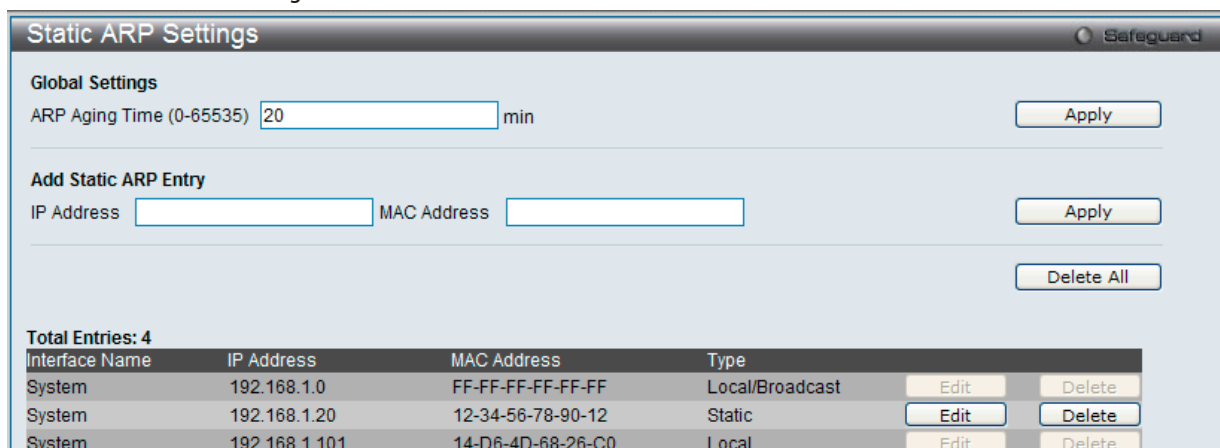 Static ARP Settings Safeguard
Global Settings
ARP Aging Time (0-65535) 20 min Apply
Add Static ARP Entry
IP Address MAC Address Apply
Delete All
Total Entries: 4
Interface Name IP Address MAC Address Type
System 192.168.1.0 FF-FF-FF-FF-FF-FF Local/Broadcast Edit Delete
System 192.168.1.20 12-34-56-78-90-12 Static Edit Delete
System 192.168.1.101 14-D6-4D-68-26-C0 Local Edit Delete